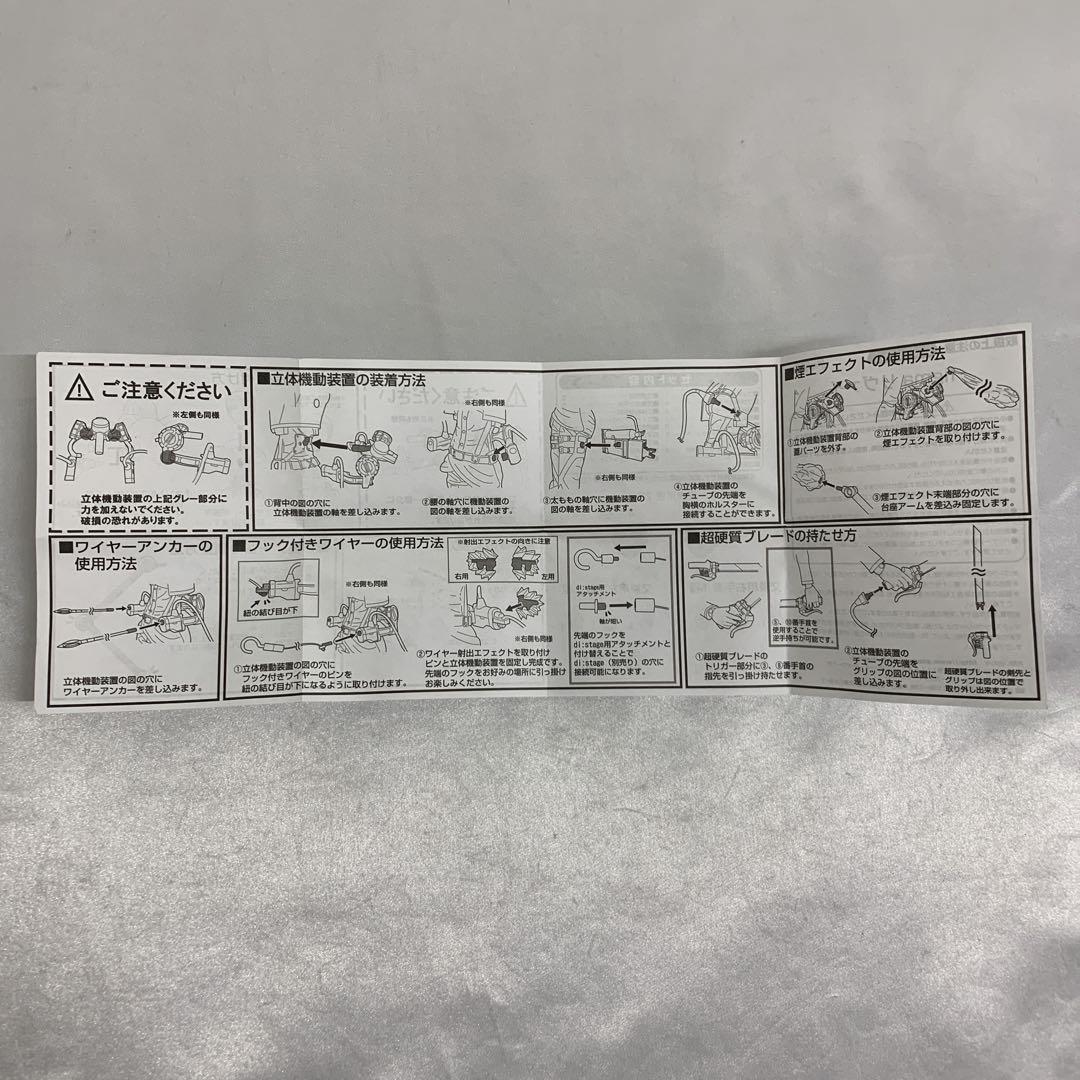 ご注意ください
※左側も同様
立体機動装置の上記グレー部分に
力を加えないでください。
破損の恐れがあります。
■立体機動装置の装着方法
※右側も同様
①背中の図の穴に
立体機動装置の軸を差し込みます。
②腰の軸穴に機動装置の
図の軸を差し込みます。
※右側も同様
③太ももの軸穴に機動装置の
図の軸を差し込みます。
④立体機動装置の
チューブの先端を
胸横のホルスターに
接続することができます。
■煙エフェクトの使用方法
①立体機動装置背部の
蓋パーツを外す。
②立体機動装置背部の図の穴に
煙エフェクトを取り付けます。
③煙エフェクト末端部分の穴に
台座アームを差込み固定します。
■ワイヤーアンカーの
使用方法
立体機動装置の図の穴に
ワイヤーアンカーを差し込みます。
■フック付きワイヤーの使用方法
紐の結び目が下
※右側も同様
①立体機動装置の図の穴に
フック付きワイヤーのピンを
紐の結び目が下になるように取り付けます。
※射出エフェクトの向きに注意
右用
左用
※右側も同様
②ワイヤー射出エフェクトを取り付け
ピンと立体機動装置を固定し完成です。
先端のフックをお好みの場所に引っ掛け
お楽しみください。
di:stage用
アタッチメント
軸が短い
先端のフックを
di:stage用アタッチメントと
付け替えることで
di:stage（別売り）の穴に
接続可能になります。
■超硬質ブレードの持たせ方
①超硬質ブレードの
トリガー部分に③、⑧番手首の
指先を引っ掛け持たせます。
⑤、⑩番手首を
使用することで
逆手持ちが可能です。
②立体機動装置の
チューブの先端を
グリップの図の位置に
差し込みます。
超硬質ブレードの剣先と
グリップは図の位置で
取り外し出来ます。